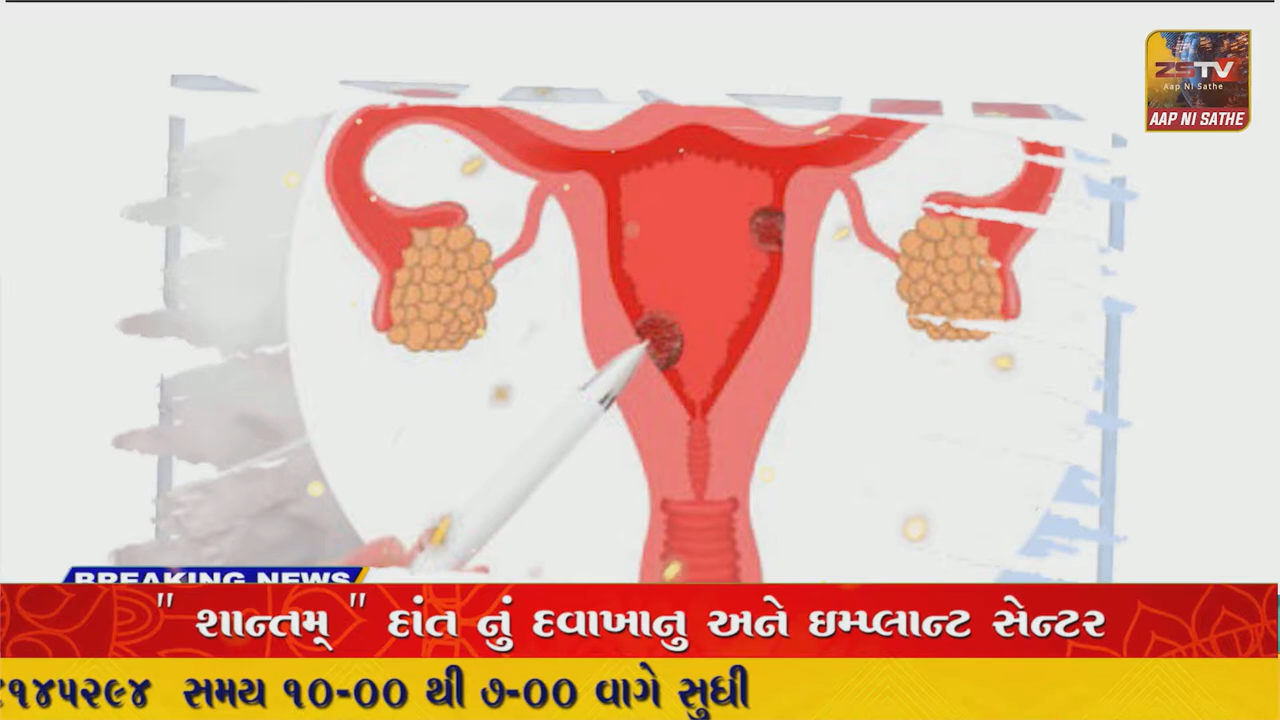 ZSTV
Aap Ni Sathe
AAP NI SATHE
BREAKING NEWS
" શાન્તમ્ " દાંત નું દવાખાનુ અને ઇમ્પ્લાન્ટ સેન્ટર
૧૪૫૨૯૪ સમય ૧૦-૦૦ થી ૭-૦૦ વાગે સુધી